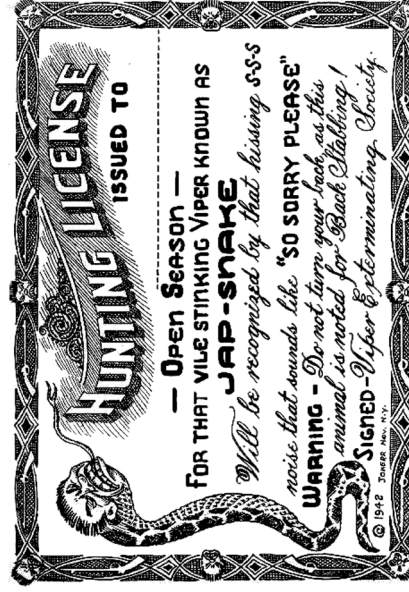 HUNTING LICENSE
ISSUED TO
— OPEN SEASON —
FOR THAT VILE STINKING VIPER KNOWN AS
JAP-SNAKE
Will be recognized by that hissing S-S-S
noise that sounds like "SO SORRY PLEASE"
WARNING - Do not turn your back, as this
animal is noted for Back Stabbing!
SIGNED - Viper Exterminating Society.
© 1942 JOKERR NOV. N.Y.